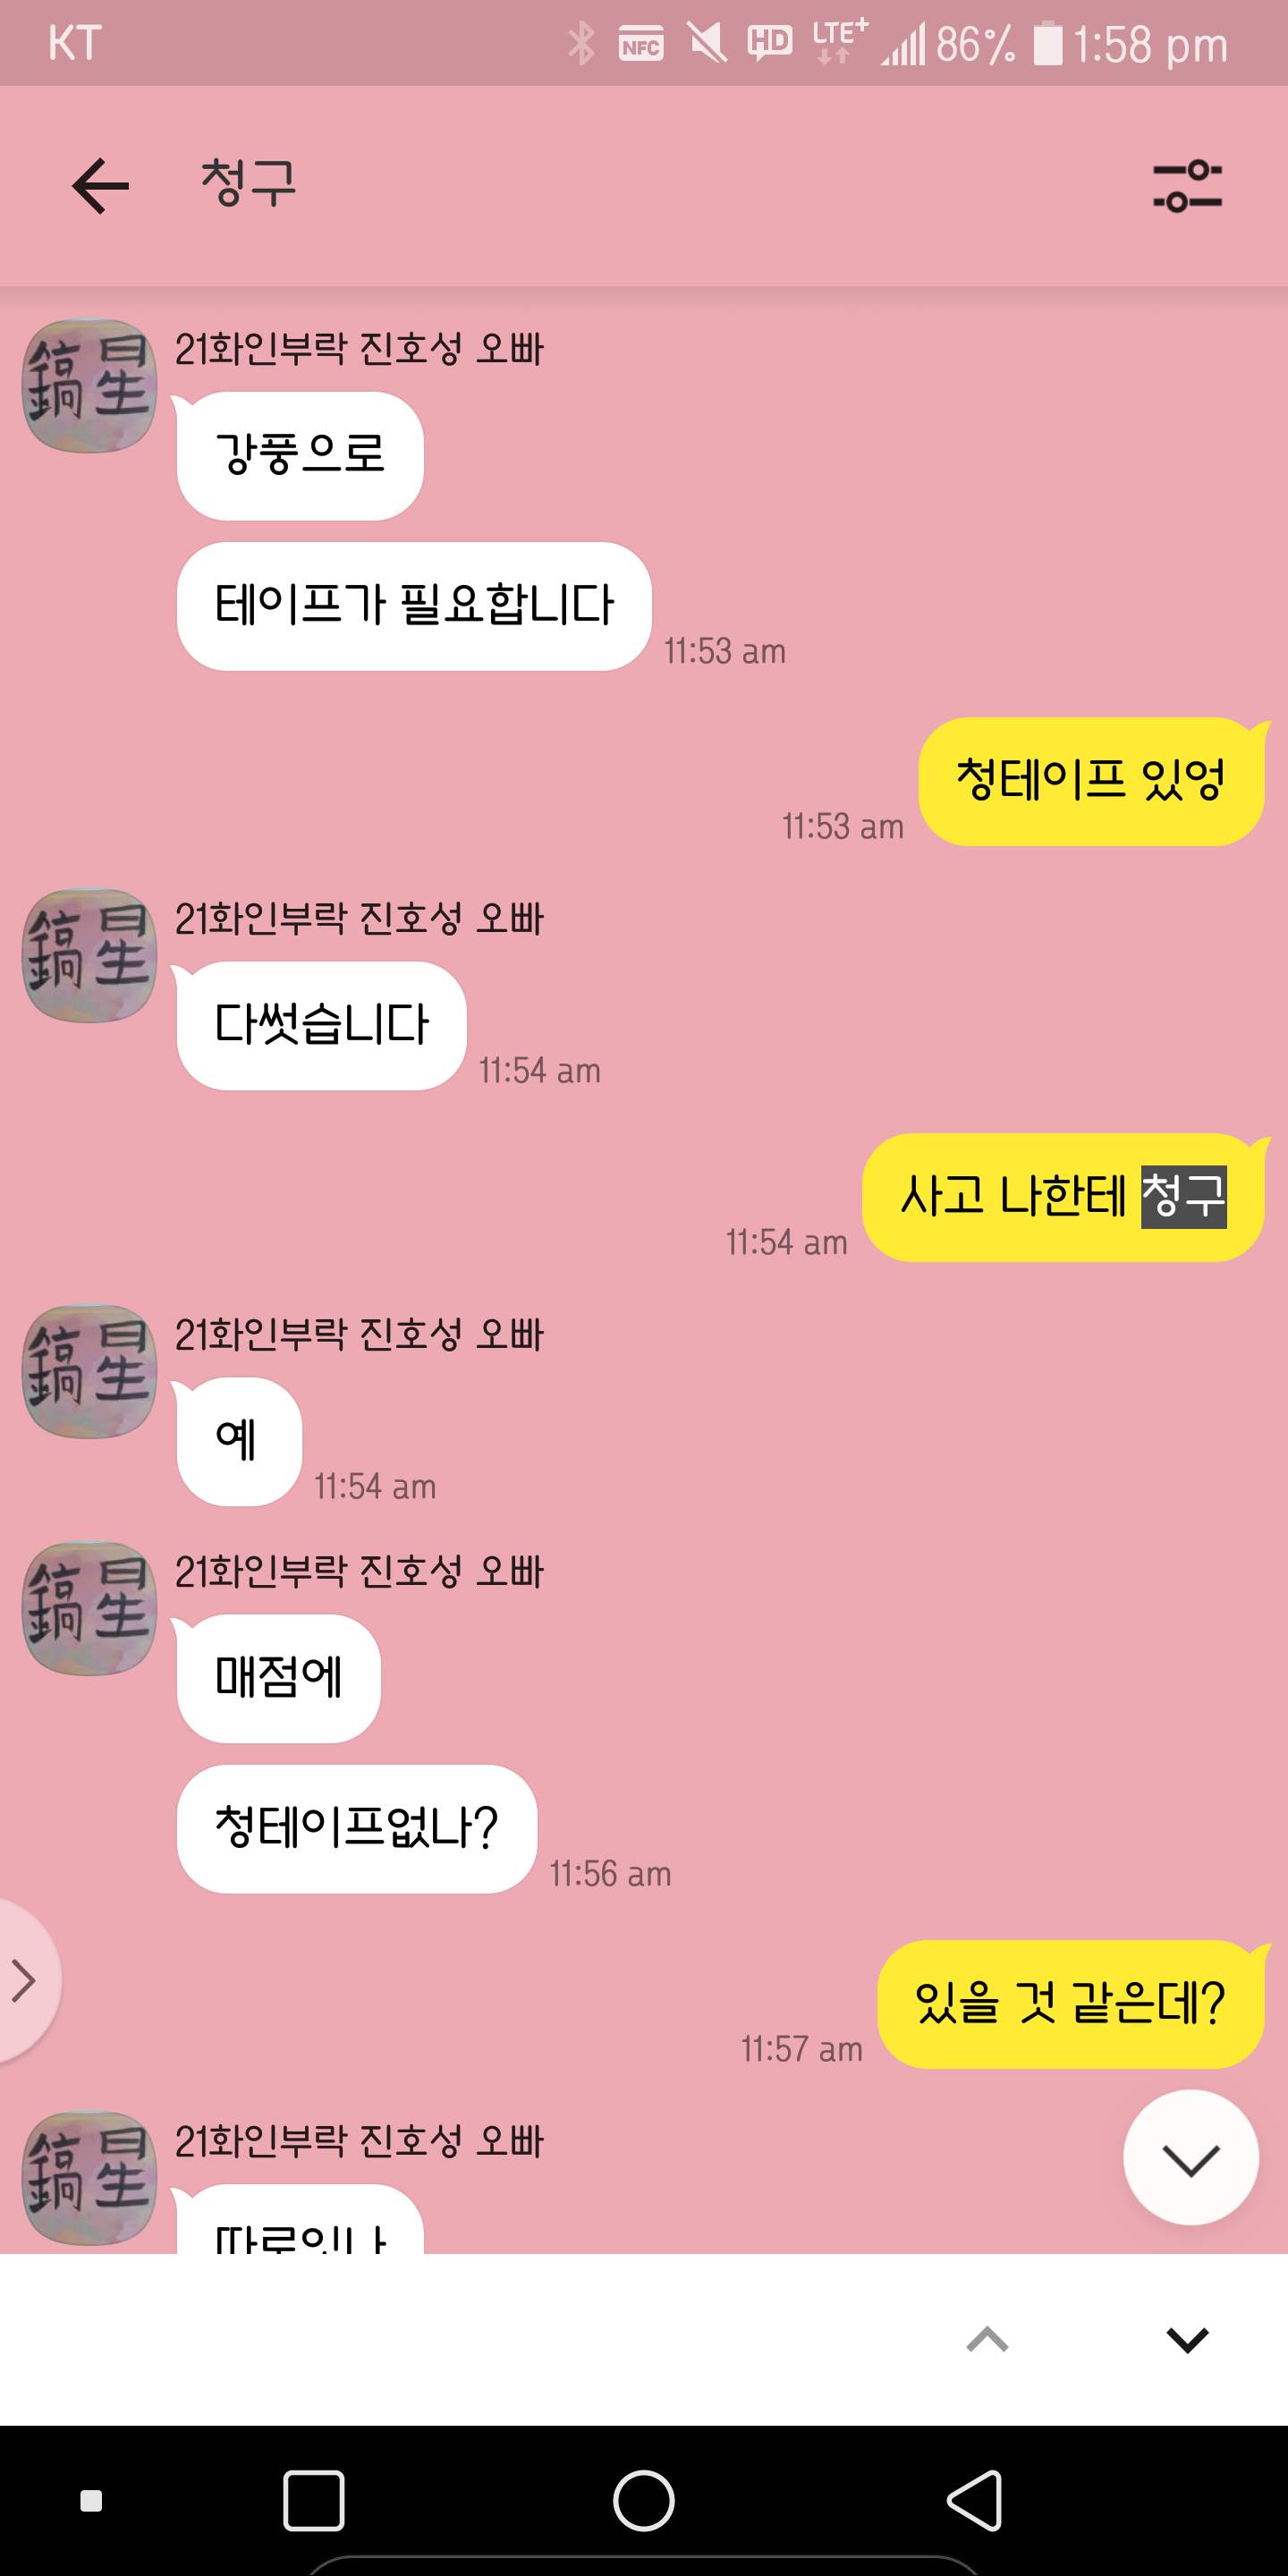 KT NFC HD LTE+ 86% 1:58 pm
청구
21화인부락 진호성 오빠
강풍으로
테이프가 필요합니다
11:53 am
청테이프 있엉
11:53 am
21화인부락 진호성 오빠
다썻습니다
11:54 am
사고 나한테 청구
11:54 am
21화인부락 진호성 오빠
예
11:54 am
21화인부락 진호성 오빠
매점에
청테이프없나?
11:56 am
있을 것 같은데?
11:57 am
21화인부락 진호성 오빠